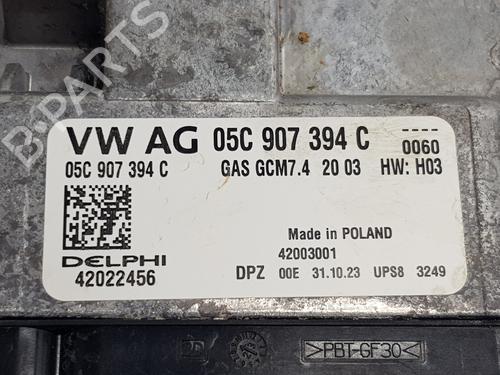 VW AG 05C 907 394 C 0060
05C 907 394 C GAS GCM7.4 20 03 HW: H03
Made in POLAND
DELPHI 42003001
42022456 DPZ 00E 31.10.23 UPS8 3249
>PBT-GF30<
B-PARTS